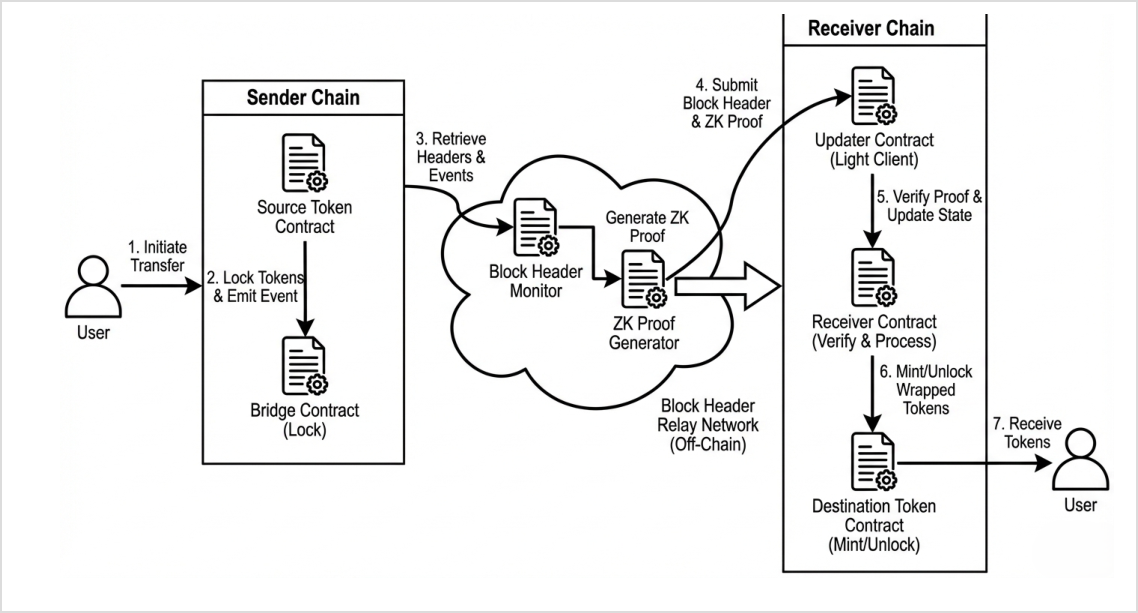 Sender Chain
Source Token
Contract
1. Initiate
Transfer
2. Lock Tokens
& Emit Event
User
Bridge Contract
(Lock)
3. Retrieve
Headers &
Events
Block Header
Monitor
Generate ZK
Proof
ZK Proof
Generator
Block Header
Relay Network
(Off-Chain)
4. Submit
Block Header
& ZK Proof
Receiver Chain
Updater Contract
(Light Client)
5. Verify Proof &
Update State
Receiver Contract
(Verify & Process)
6. Mint/Unlock
Wrapped
Tokens
Destination Token
Contract
(Mint/Unlock)
7. Receive
Tokens
User